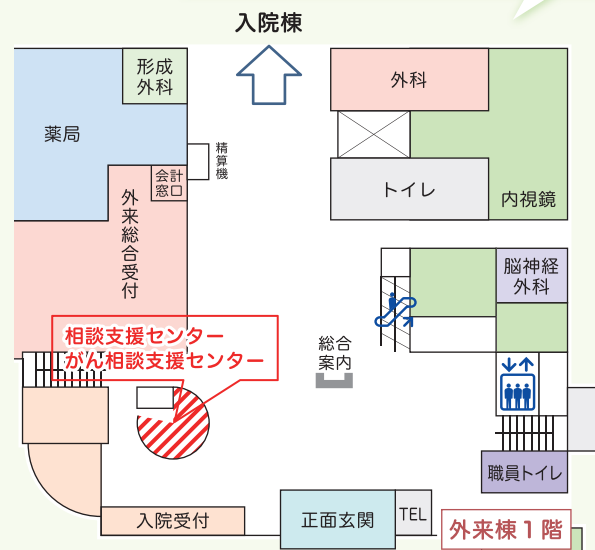 入院棟
形成
外科
外科
薬局
精算機
会計
窓口
トイレ
内視鏡
外来総合受付
脳神経
外科
相談支援センター
がん相談支援センター
総合
案内
職員トイレ
入院受付
正面玄関
TEL
外来棟1階